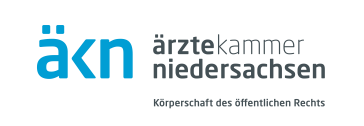 äkn
ärztekammer
niedersachsen
Körperschaft des öffentlichen Rechts